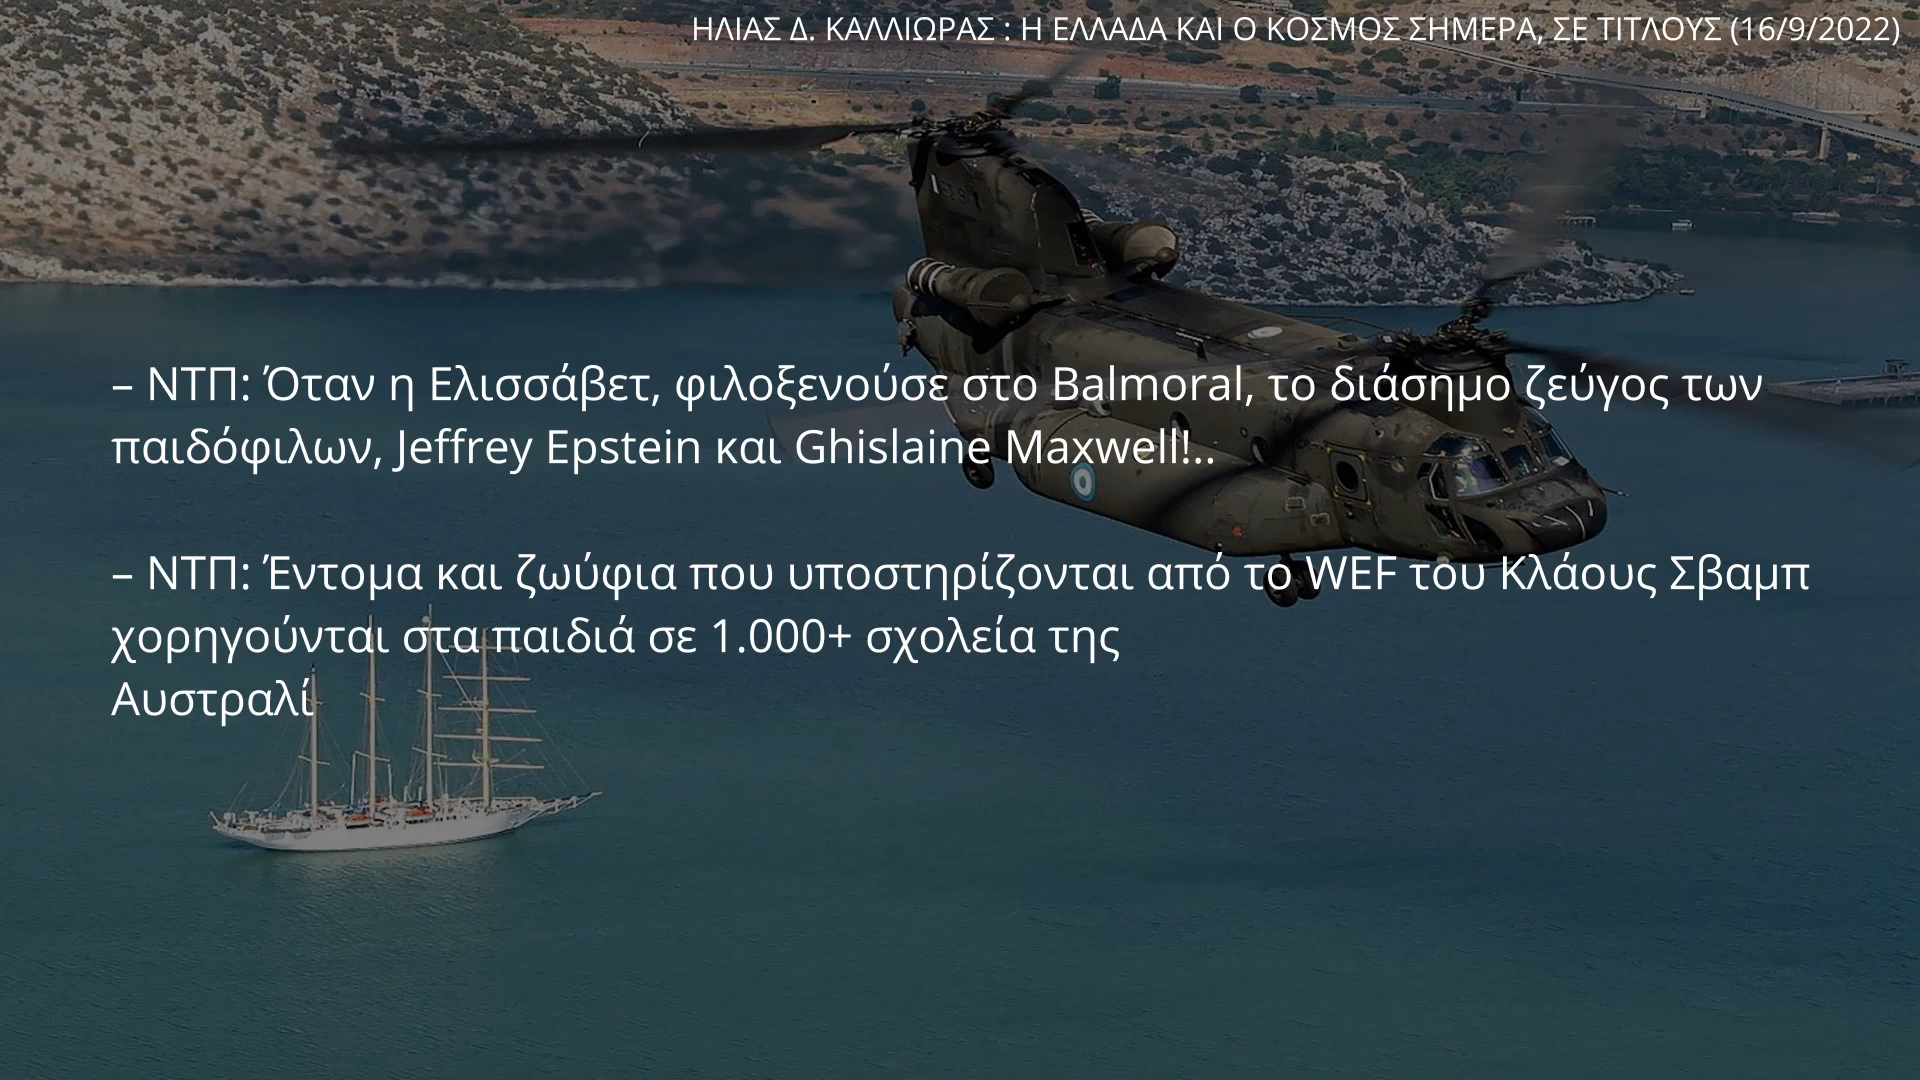 ΗΛΙΑΣ Δ. ΚΑΛΛΙΩΡΑΣ : Η ΕΛΛΑΔΑ ΚΑΙ Ο ΚΟΣΜΟΣ ΣΗΜΕΡΑ, ΣΕ ΤΙΤΛΟΥΣ (16/9/2022)
– ΝΤΠ: Όταν η Ελισσάβετ, φιλοξενούσε στο Balmoral, το διάσημο ζεύγος των
παιδόφιλων, Jeffrey Epstein και Ghislaine Maxwell!..
– ΝΤΠ: Έντομα και ζωύφια που υποστηρίζονται από το WEF του Κλάους Σβαμπ
χορηγούνται στα παιδιά σε 1.000+ σχολεία της
Αυστραλί